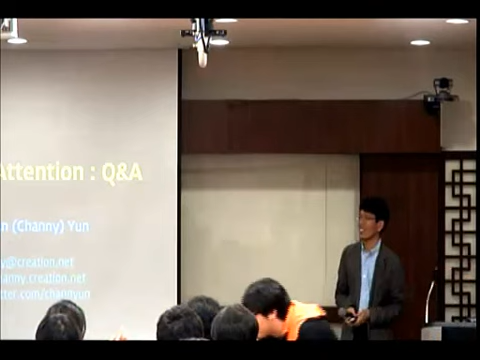 Attention : Q&A
n (Channy) Yun
y@creation.net
hanny.creation.net
tter.com/channyun